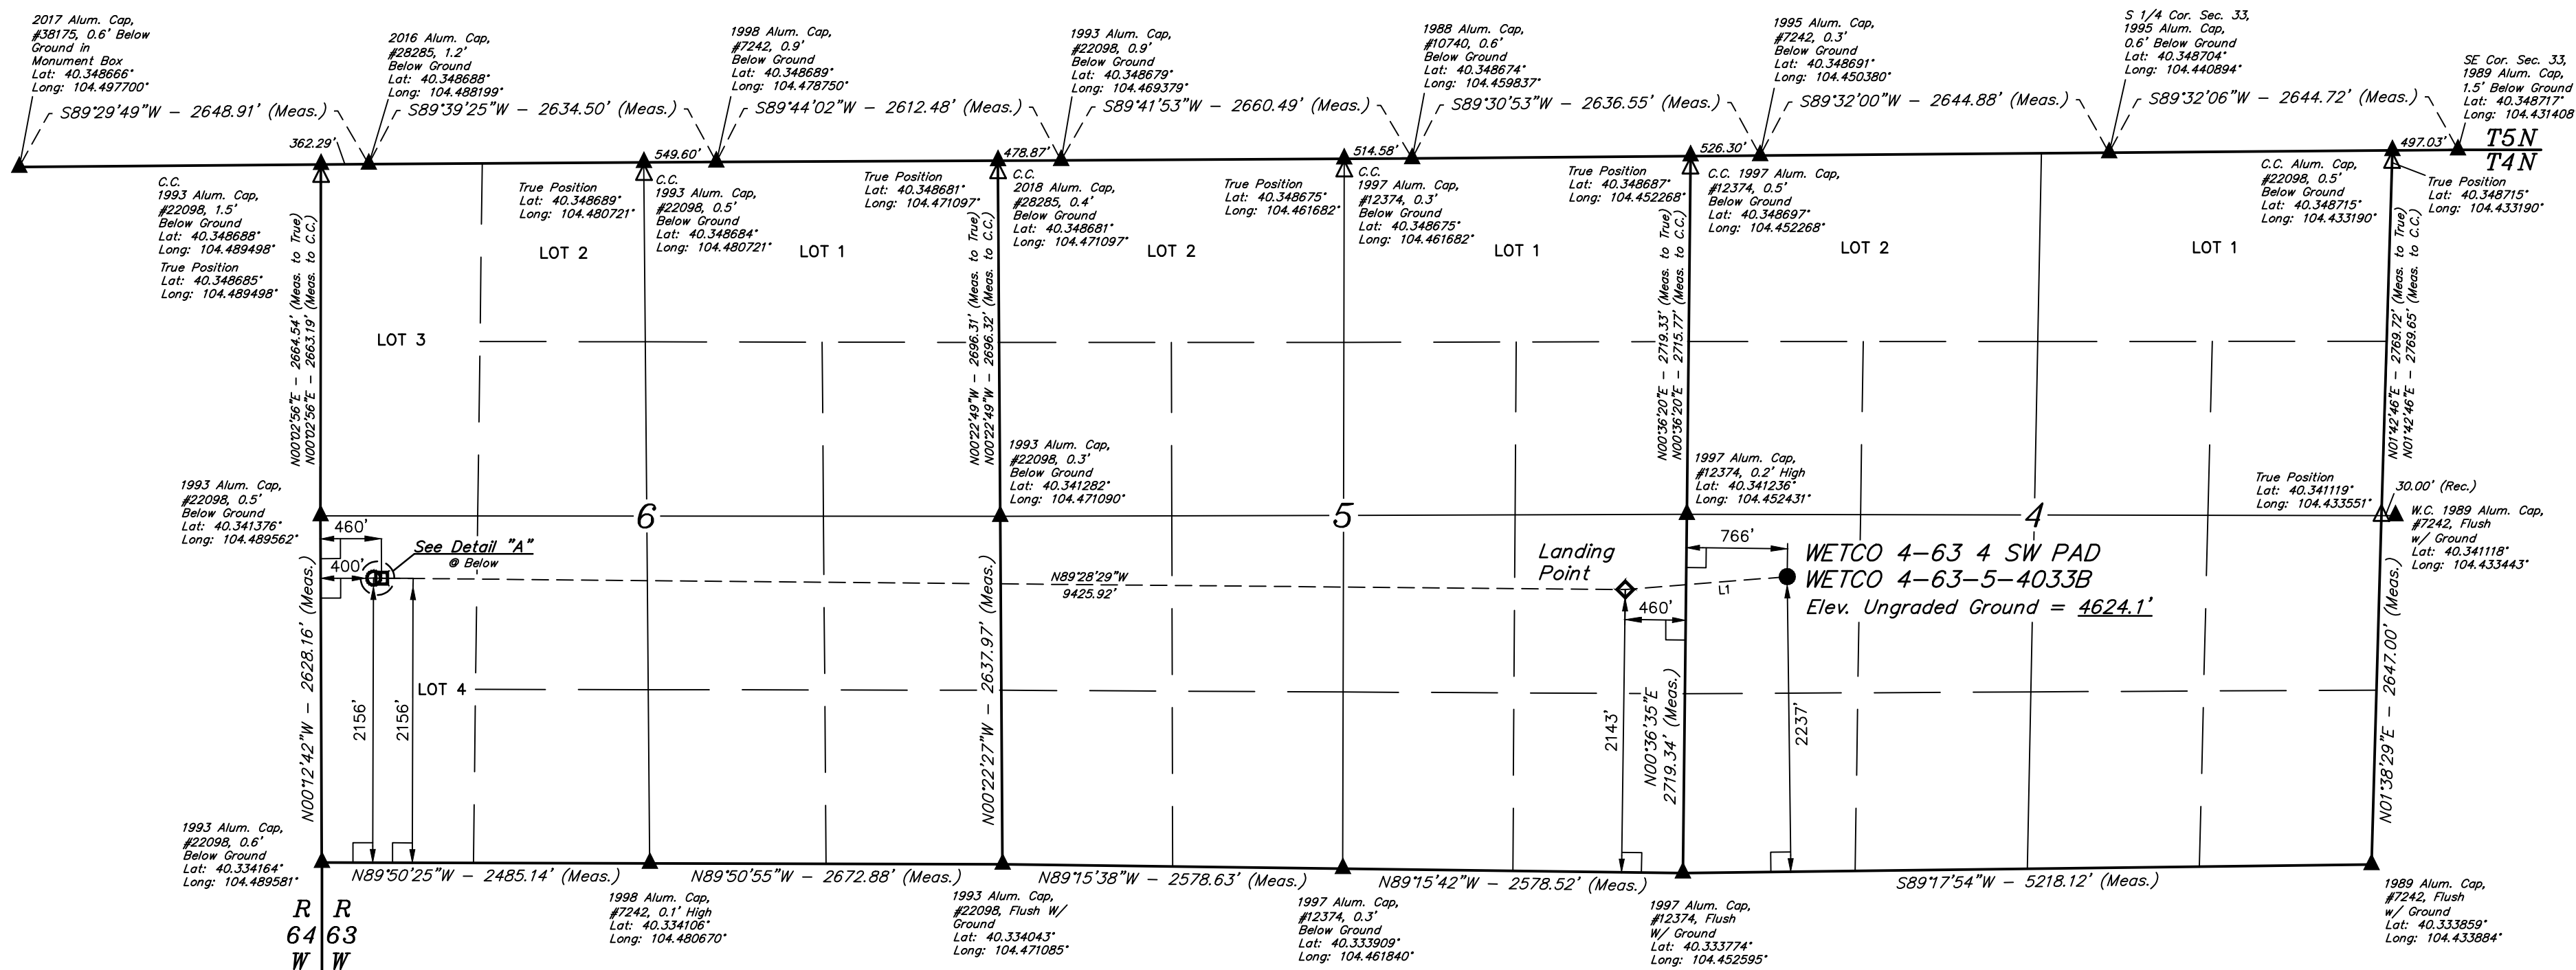 2017 Alum. Cap,
#38175, 0.6' Below
Ground in
Monument Box
Lat: 40.348666°
Long: 104.497700°
2016 Alum. Cap,
#28285, 1.2'
Below Ground
Lat: 40.348688°
Long: 104.488199°
1998 Alum. Cap,
#7242, 0.9'
Below Ground
Lat: 40.348689°
Long: 104.478750°
1993 Alum. Cap,
#22098, 0.9'
Below Ground
Lat: 40.348679°
Long: 104.469379°
1988 Alum. Cap,
#10740, 0.6'
Below Ground
Lat: 40.348674°
Long: 104.459837°
1995 Alum. Cap,
#7242, 0.3'
Below Ground
Lat: 40.348691°
Long: 104.450380°
S 1/4 Cor. Sec. 33,
1995 Alum. Cap,
0.6' Below Ground
Lat: 40.348704°
Long: 104.440894°
SE Cor. Sec. 33,
1989 Alum. Cap,
1.5' Below Ground
Lat: 40.348717°
Long: 104.431408
S89°29'49"W - 2648.91' (Meas.)
S89°39'25"W - 2634.50' (Meas.)
S89°44'02"W - 2612.48' (Meas.)
S89°41'53"W - 2660.49' (Meas.)
S89°30'53"W - 2636.55' (Meas.)
S89°32'00"W - 2644.88' (Meas.)
S89°32'06"W - 2644.72' (Meas.)
362.29'
549.60'
478.87'
514.58'
526.30'
497.03'
T5N
T4N
C.C.
1993 Alum. Cap,
#22098, 1.5'
Below Ground
Lat: 40.348688°
Long: 104.489498°
True Position
Lat: 40.348685°
Long: 104.489498°
True Position
Lat: 40.348689°
Long: 104.480721°
C.C.
1993 Alum. Cap,
#22098, 0.5'
Below Ground
Lat: 40.348684°
Long: 104.480721°
True Position
Lat: 40.348681°
Long: 104.471097°
C.C.
2018 Alum. Cap,
#28285, 0.4'
Below Ground
Lat: 40.348681°
Long: 104.471097°
True Position
Lat: 40.348675°
Long: 104.461682°
C.C.
1997 Alum. Cap,
#12374, 0.3'
Below Ground
Lat: 40.348675
Long: 104.461682°
True Position
Lat: 40.348687°
Long: 104.452268°
C.C. 1997 Alum. Cap,
#12374, 0.5'
Below Ground
Lat: 40.348697°
Long: 104.452268°
C.C. Alum. Cap,
#22098, 0.5'
Below Ground
Lat: 40.348715°
Long: 104.433190°
True Position
Lat: 40.348715°
Long: 104.433190°
LOT 2
LOT 1
LOT 2
LOT 1
LOT 2
LOT 1
LOT 3
N00°02'56"E - 2664.54' (Meas. to True)
N00°02'56"E - 2663.19' (Meas. to C.C.)
N00°22'49"W - 2696.31' (Meas. to True)
N00°22'49"W - 2696.32' (Meas. to C.C.)
N00°36'20"E - 2719.33' (Meas. to True)
N00°36'20"E - 2715.77' (Meas. to C.C.)
N01°42'46"E - 2769.72' (Meas. to True)
N01°42'46"E - 2769.65' (Meas. to C.C.)
1993 Alum. Cap,
#22098, 0.5'
Below Ground
Lat: 40.341376°
Long: 104.489562°
1993 Alum. Cap,
#22098, 0.3'
Below Ground
Lat: 40.341282°
Long: 104.471090°
1997 Alum. Cap,
#12374, 0.2' High
Lat: 40.341236°
Long: 104.452431°
True Position
Lat: 40.341119°
Long: 104.433551°
30.00' (Rec.)
W.C. 1989 Alum. Cap,
#7242, Flush
w/ Ground
Lat: 40.341118°
Long: 104.433443°
6
5
4
460'
400'
See Detail "A"
@ Below
N89°28'29"W
9425.92'
Landing
Point
766'
460'
L1
WETCO 4-63 4 SW PAD
WETCO 4-63-5-4033B
Elev. Ungraded Ground = 4624.1'
LOT 4
2156'
2156'
2143'
2237'
N00°12'42"W - 2628.16' (Meas.)
N00°22'27"W - 2637.97' (Meas.)
N00°36'35"E
2719.34' (Meas.)
N01°38'29"E - 2647.00' (Meas.)
1993 Alum. Cap,
#22098, 0.6'
Below Ground
Lat: 40.334164°
Long: 104.489581°
N89°50'25"W - 2485.14' (Meas.)
N89°50'55"W - 2672.88' (Meas.)
N89°15'38"W - 2578.63' (Meas.)
N89°15'42"W - 2578.52' (Meas.)
S89°17'54"W - 5218.12' (Meas.)
1998 Alum. Cap,
#7242, 0.1' High
Lat: 40.334106°
Long: 104.480670°
1993 Alum. Cap,
#22098, Flush W/
Ground
Lat: 40.334043°
Long: 104.471085°
1997 Alum. Cap,
#12374, 0.3'
Below Ground
Lat: 40.333909°
Long: 104.461840°
1997 Alum. Cap,
#12374, Flush
W/ Ground
Lat: 40.333774°
Long: 104.452595°
1989 Alum. Cap,
#7242, Flush
w/ Ground
Lat: 40.333859°
Long: 104.433884°
R R
64 63
W W